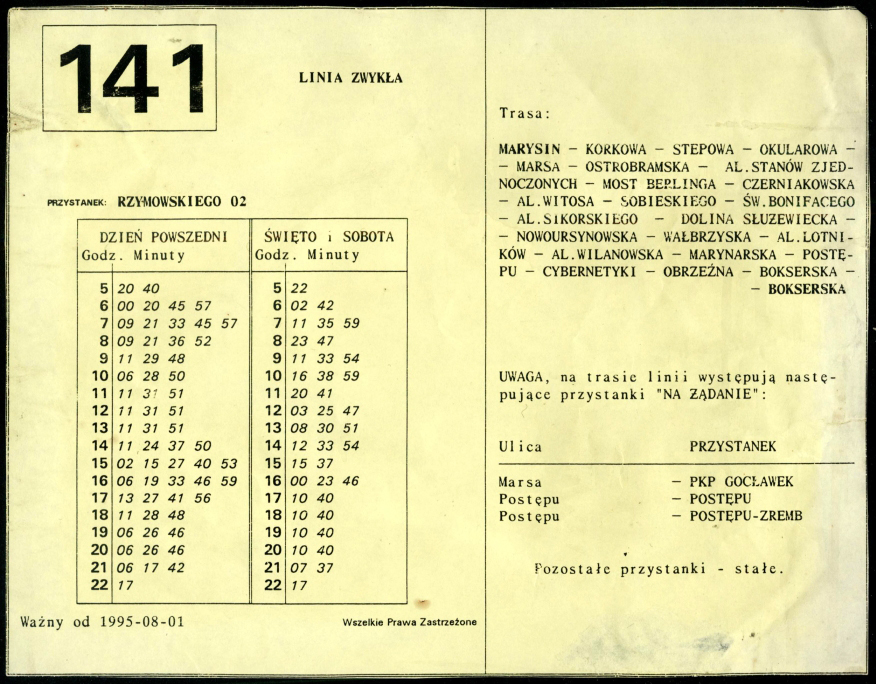 141
LINIA ZWYKŁA
PRZYSTANEK: RZYMOWSKIEGO 02
DZIEŃ POWSZEDNI
Godz. Minuty
5 20 40
6 00 20 45 57
7 09 21 33 45 57
8 09 21 36 52
9 11 29 48
10 06 28 50
11 11 31 51
12 11 31 51
13 11 31 51
14 11 24 37 50
15 02 15 27 40 53
16 06 19 33 46 59
17 13 27 41 56
18 11 28 48
19 06 26 46
20 06 26 46
21 06 17 42
22 17
ŚWIĘTO i SOBOTA
Godz. Minuty
5 22
6 02 42
7 11 35 59
8 23 47
9 11 33 54
10 16 38 59
11 20 41
12 03 25 47
13 08 30 51
14 12 33 54
15 15 37
16 00 23 46
17 10 40
18 10 40
19 10 40
20 10 40
21 07 37
22 17
Ważny od 1995-08-01
Wszelkie Prawa Zastrzeżone
Trasa:
MARYSIN – KORKOWA – STEPOWA – OKULAROWA –
– MARSA – OSTROBRAMSKA – AL.STANÓW ZJED-
NOCZONYCH – MOST BERLINGA – CZERNIAKOWSKA
– AL.WITOSA – SOBIESKIEGO – ŚW.BONIFACEGO
– AL.SIKORSKIEGO – DOLINA SŁUZEWIECKA –
– NOWOURSYNOWSKA – WAŁBRZYSKA – AL.LOTNI-
KÓW – AL.WILANOWSKA – MARYNARSKA – POSTĘ-
PU – CYBERNETYKI – OBRZEŹNA – BOKSERSKA –
– BOKSERSKA
UWAGA, na trasie linii występują nastę-
pujące przystanki "NA ŻĄDANIE":
Ulica PRZYSTANEK
Marsa – PKP GOCŁAWEK
Postępu – POSTĘPU
Postępu – POSTĘPU-ZREMB
Pozostałe przystanki - stałe.